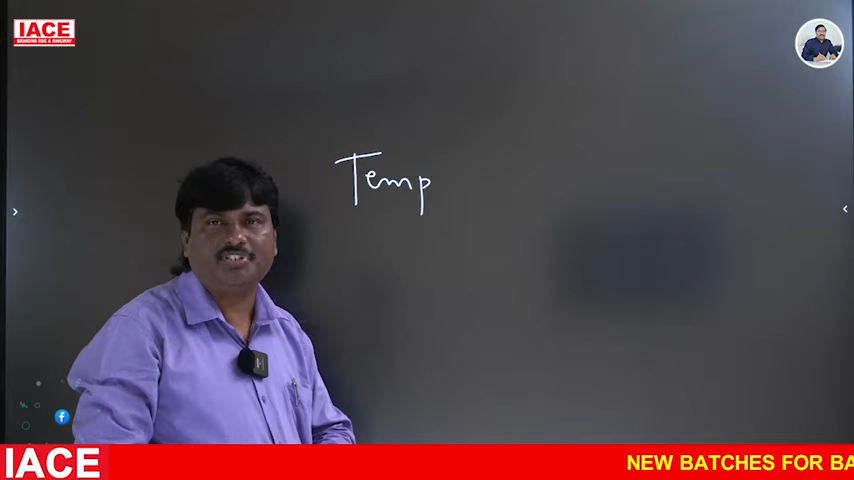 IACE
BANKING SSC & RAILWAY
Temp
IACE
NEW BATCHES FOR BA